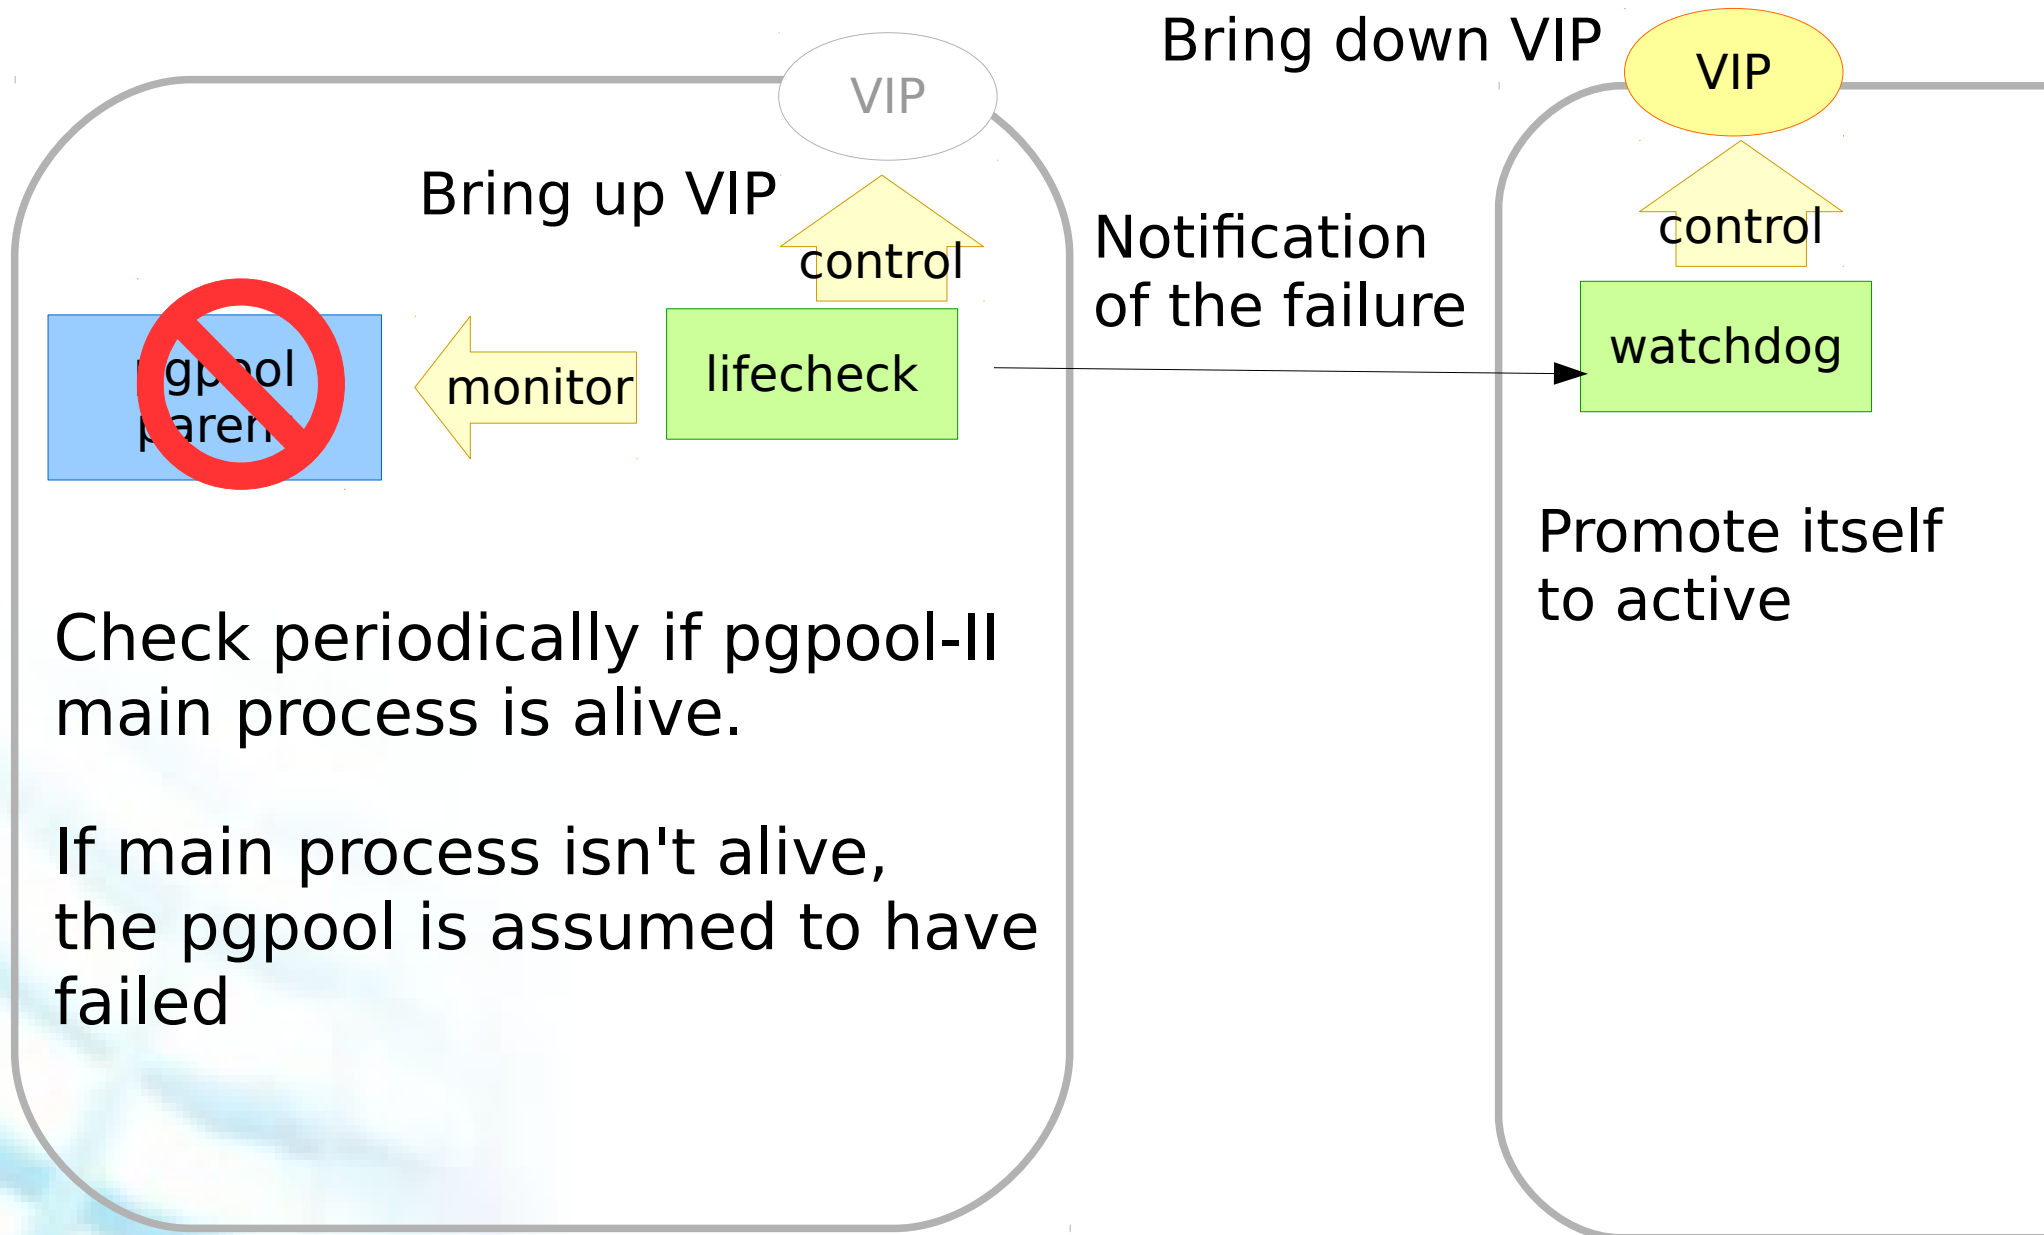 Bring down VIP
VIP
VIP
Bring up VIP
control
control
Notification
of the failure
watchdog
pgpool
parent
monitor
lifecheck
Promote itself
to active
Check periodically if pgpool-II
main process is alive.
If main process isn't alive,
the pgpool is assumed to have
failed